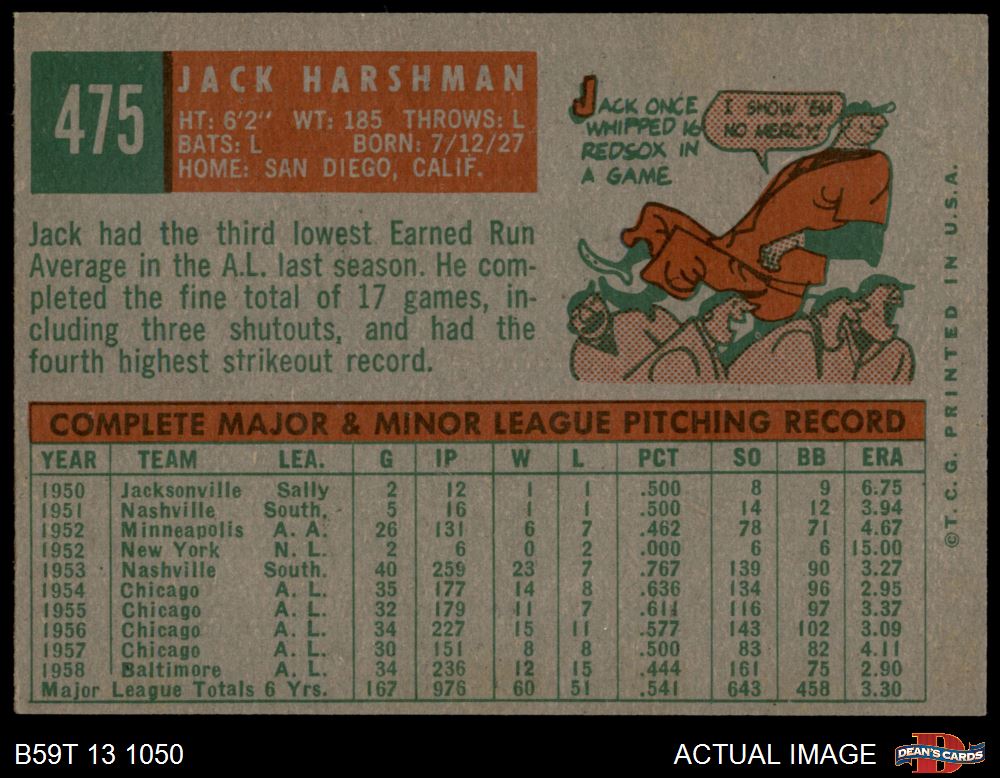 475
JACK HARSHMAN
HT: 6'2" WT: 185 THROWS: L
BATS: L BORN: 7/12/27
HOME: SAN DIEGO, CALIF.
JACK ONCE
WHIPPED 16
REDSOX IN
A GAME
I SHOW 'EM
NO MERCY!
Jack had the third lowest Earned Run
Average in the A.L. last season. He com-
pleted the fine total of 17 games, in-
cluding three shutouts, and had the
fourth highest strikeout record.
COMPLETE MAJOR & MINOR LEAGUE PITCHING RECORD
YEAR TEAM LEA. G IP W L PCT SO BB ERA
1950 Jacksonville Sally 2 12 1 1 .500 8 9 6.75
1951 Nashville South. 5 16 1 1 .500 14 12 3.94
1952 Minneapolis A. A. 26 131 6 7 .462 78 71 4.67
1952 New York N. L. 2 6 0 2 .000 6 6 15.00
1953 Nashville South. 40 259 23 7 .767 139 90 3.27
1954 Chicago A. L. 35 177 14 8 .636 134 96 2.95
1955 Chicago A. L. 32 179 11 7 .611 116 97 3.37
1956 Chicago A. L. 34 227 15 11 .577 143 102 3.09
1957 Chicago A. L. 30 151 8 8 .500 83 82 4.11
1958 Baltimore A. L. 34 236 12 15 .444 161 75 2.90
Major League Totals 6 Yrs. 167 976 60 51 .541 643 458 3.30
©T. C. G. PRINTED IN U.S.A.
B59T 13 1050
ACTUAL IMAGE
D
DEAN'S CARDS